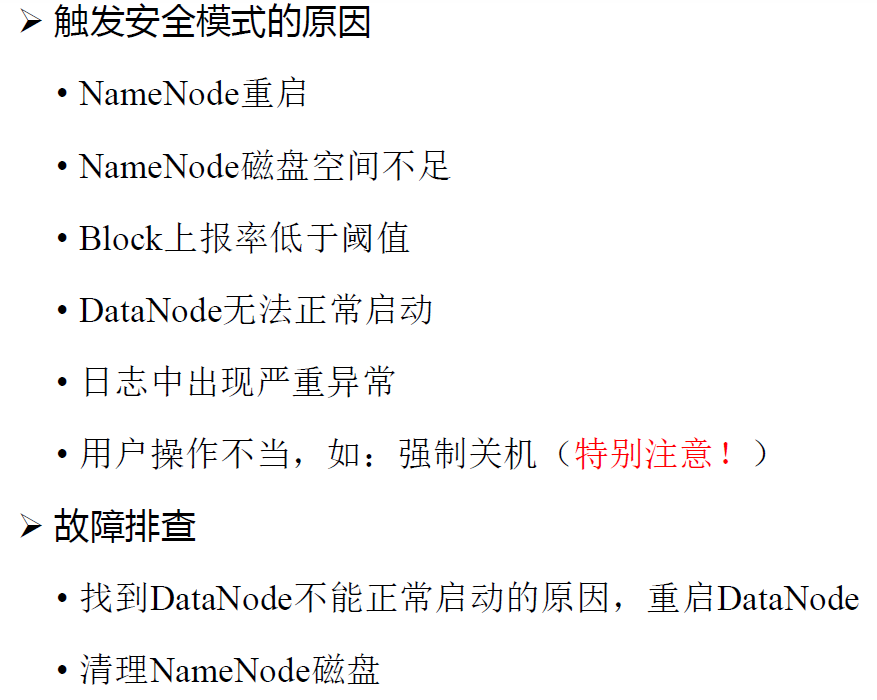 ➢ 触发安全模式的原因
• NameNode重启
• NameNode磁盘空间不足
• Block上报率低于阈值
• DataNode无法正常启动
• 日志中出现严重异常
• 用户操作不当，如：强制关机（特别注意！）
➢ 故障排查
• 找到DataNode不能正常启动的原因，重启DataNode
• 清理NameNode磁盘